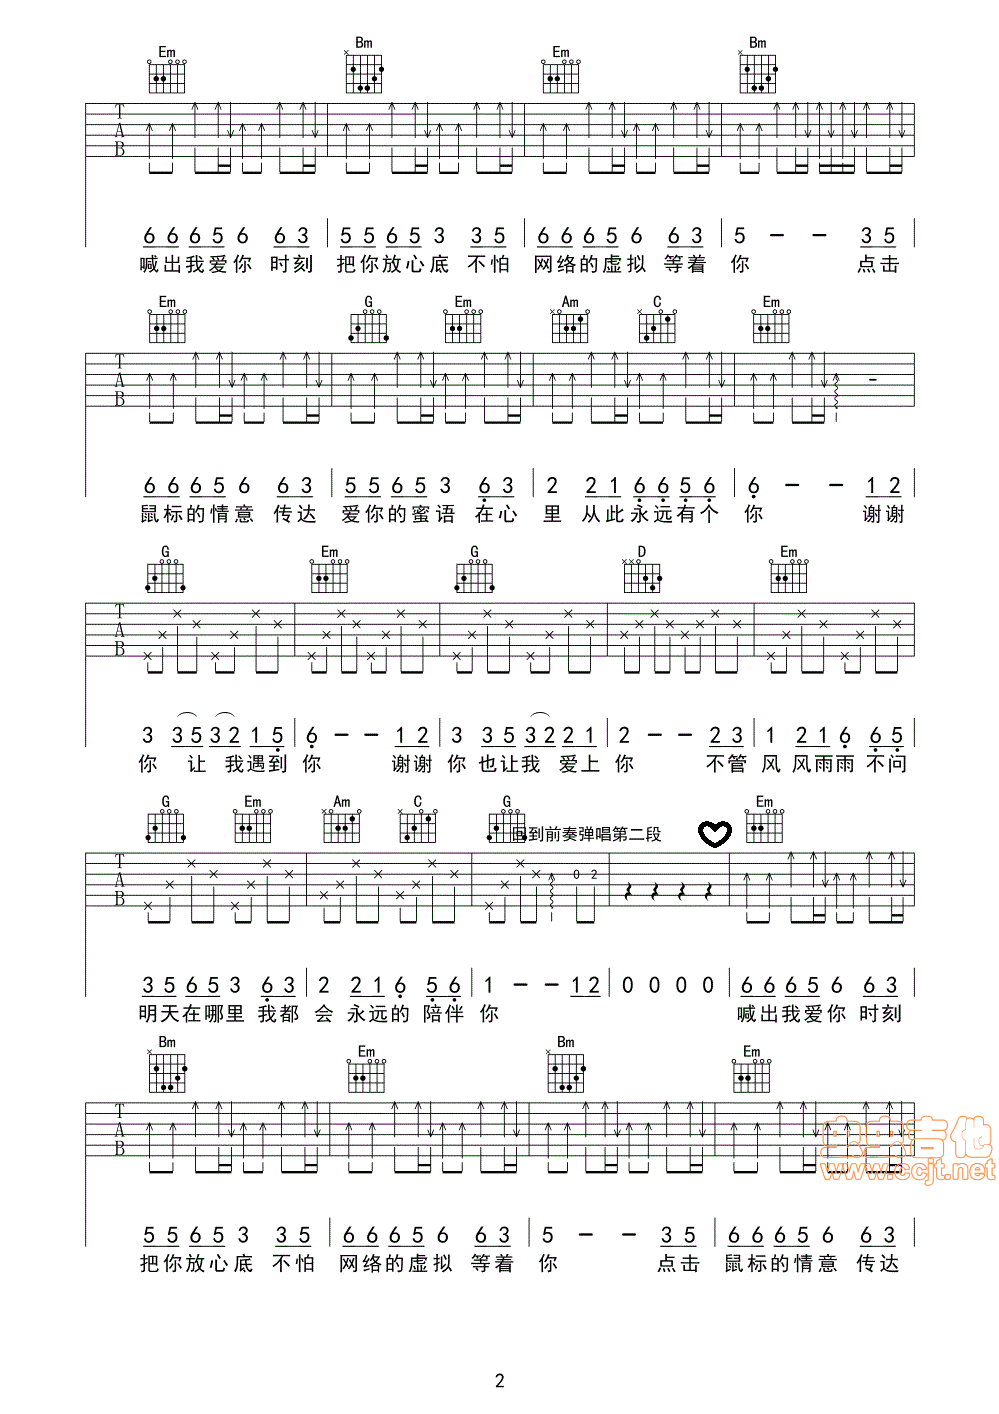 Em Bm Em Bm
T
A
B
6 6 6 5 6 6 3 5 5 6 5 3 3 5 6 6 6 5 6 6 3 5 - - 3 5
喊出我爱你 时刻 把你放心底 不怕 网络的虚拟 等着 你 点击
Em G Em Am C Em
T
A
B
-
6 6 6 5 6 6 3 5 5 6 5 3 6 3 2 2 1 6 6 5 6 6 - - 1 2
鼠标的情意 传达 爱你的蜜语 在心 里 从此永远有个 你 谢谢
G Em G D Em
T
A
B
3 3 5 3 2 1 5 6 - - 1 2 3 3 5 3 2 2 1 2 - - 2 3 1 2 1 6 6 5
你 让 我遇到 你 谢谢 你 也让我 爱上 你 不管 风 风雨雨 不问
G Em Am C G 回到前奏弹唱第二段 Em
T
A
B
0 2
3 5 6 5 3 6 3 2 2 1 6 5 6 1 - - 1 2 0 0 0 0 6 6 6 5 6 6 3
明天在哪里 我都 会 永远的 陪伴 你 喊出我爱你 时刻
Bm Em Bm Em
T
A
B
虫虫吉他
www.ccjt.net
5 5 6 5 3 3 5 6 6 6 5 6 6 3 5 - - 3 5 6 6 6 5 6 6 3
把你放心底 不怕 网络的虚拟 等着 你 点击 鼠标的情意 传达
2